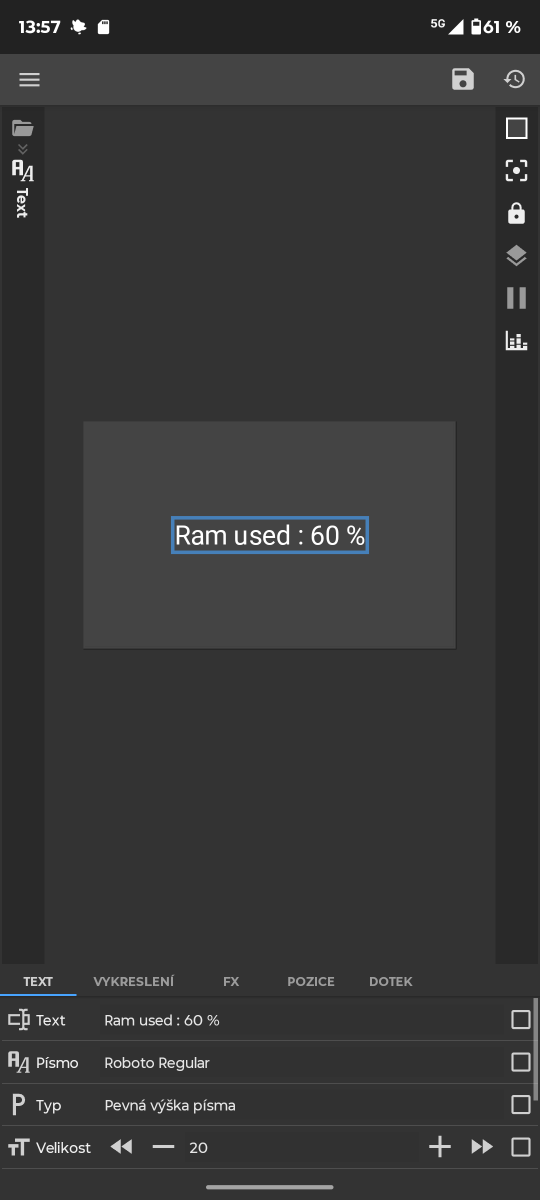 13:57
5G 61 %
Text
Ram used : 60 %
TEXT VYKRESLENÍ FX POZICE DOTEK
Text Ram used : 60 %
Písmo Roboto Regular
Typ Pevná výška písma
Velikost 20